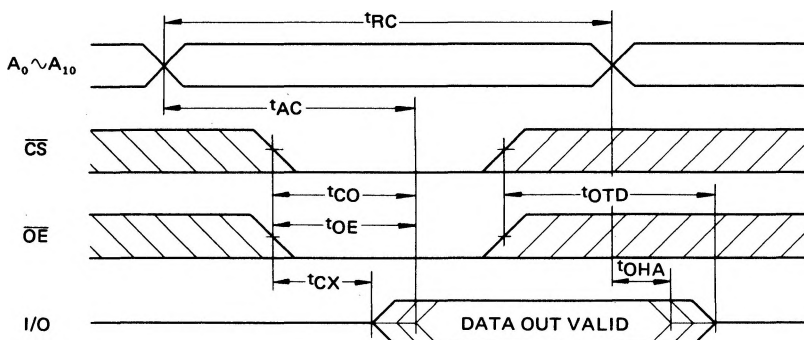 tRC
A0~A10
tAC
CS
tCO
tOTD
tOE
OE
tOHA
tCX
I/O
DATA OUT VALID